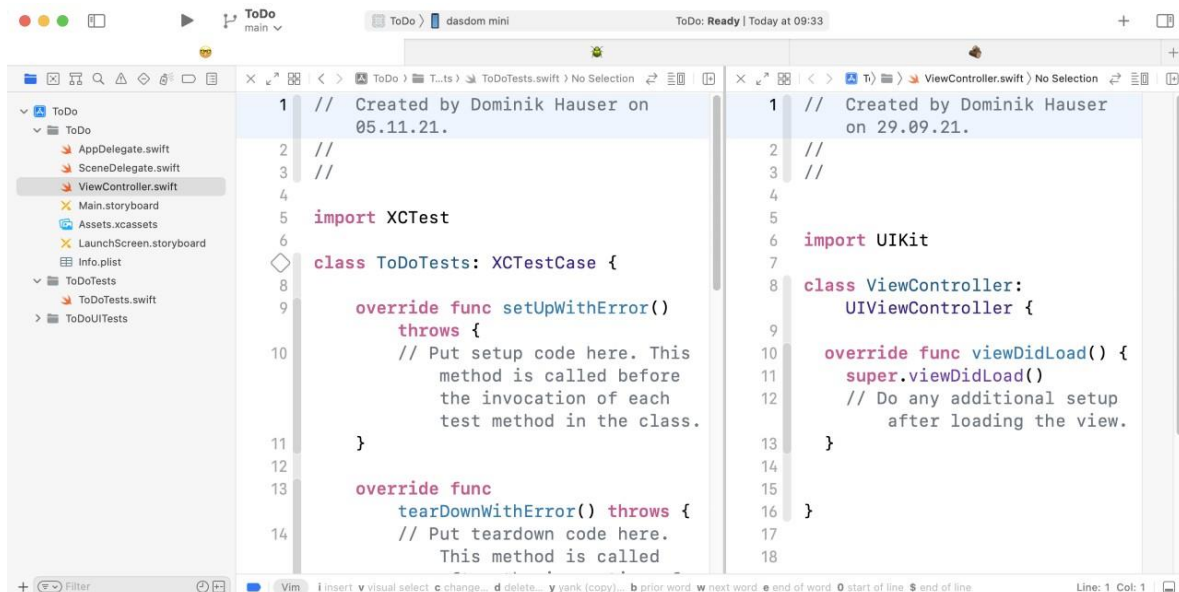 ToDo
main
ToDo 〉 dasdom mini
ToDo: Ready | Today at 09:33
ToDo
ToDo
AppDelegate.swift
SceneDelegate.swift
ViewController.swift
Main.storyboard
Assets.xcassets
LaunchScreen.storyboard
Info.plist
ToDoTests
ToDoTests.swift
ToDoUITests
Filter
ToDo 〉 T...ts 〉 ToDoTests.swift 〉 No Selection
1 // Created by Dominik Hauser on
05.11.21.
2 //
3 //
4
5 import XCTest
6
class ToDoTests: XCTestCase {
8
9 override func setUpWithError()
throws {
10 // Put setup code here. This
method is called before
the invocation of each
test method in the class.
11 }
12
13 override func
tearDownWithError() throws {
14 // Put teardown code here.
This method is called
ViewController.swift 〉 No Selection
1 // Created by Dominik Hauser
on 29.09.21.
2 //
3 //
4
5
6 import UIKit
7
8 class ViewController:
UIViewController {
9
10 override func viewDidLoad() {
11 super.viewDidLoad()
12 // Do any additional setup
after loading the view.
13 }
14
15
16 }
17
18
Vim i insert v visual select c change... d delete... y yank (copy)... b prior word w next word e end of word 0 start of line $ end of line
Line: 1 Col: 1